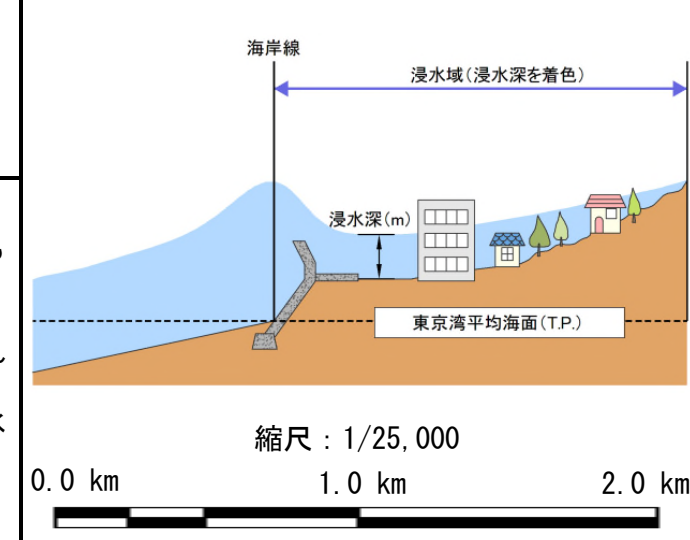 海岸線
浸水域(浸水深を着色)
浸水深(m)
東京湾平均海面(T.P.)
縮尺:1/25,000
0.0 km 1.0 km 2.0 km